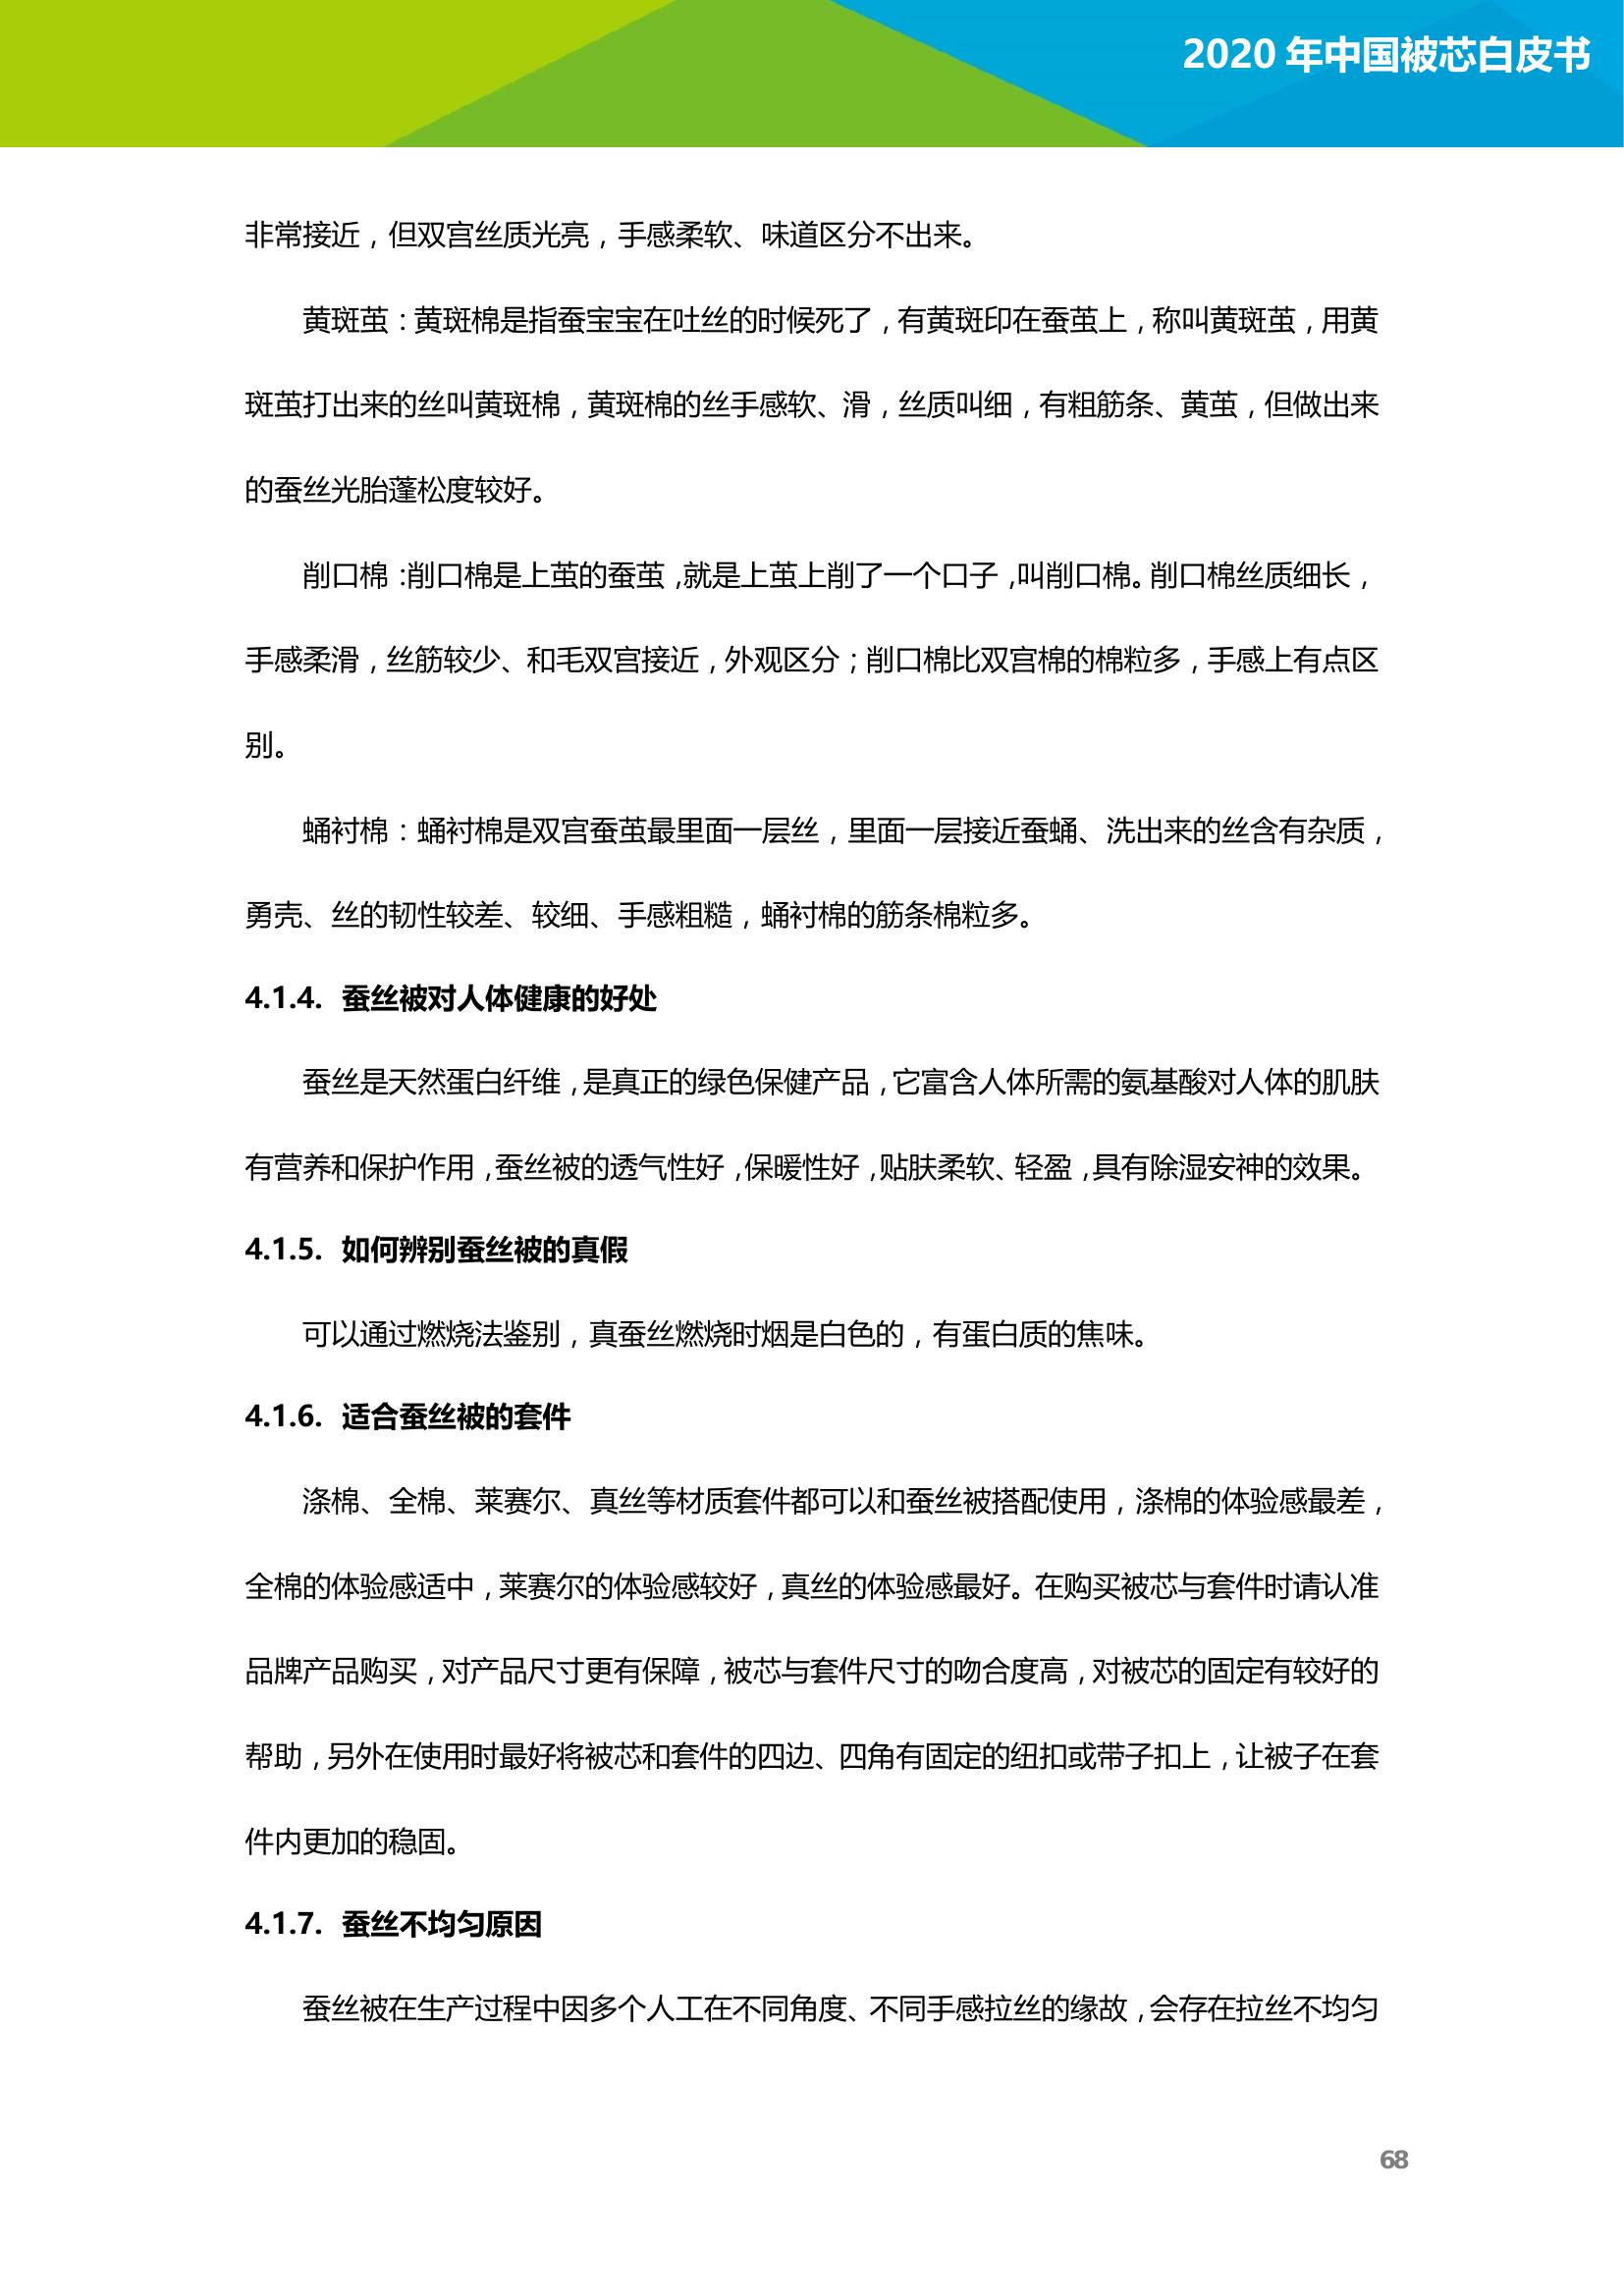 2020 年中国被芯白皮书
非常接近，但双宫丝质光亮，手感柔软、味道区分不出来。
黄斑茧：黄斑棉是指蚕宝宝在吐丝的时候死了，有黄斑印在蚕茧上，称叫黄斑茧，用黄
斑茧打出来的丝叫黄斑棉，黄斑棉的丝手感软、滑，丝质叫细，有粗筋条、黄茧，但做出来
的蚕丝光胎蓬松度较好。
削口棉：削口棉是上茧的蚕茧，就是上茧上削了一个口子，叫削口棉。削口棉丝质细长，
手感柔滑，丝筋较少、和毛双宫接近，外观区分；削口棉比双宫棉的棉粒多，手感上有点区
别。
蛹衬棉：蛹衬棉是双宫蚕茧最里面一层丝，里面一层接近蚕蛹、洗出来的丝含有杂质，
勇壳、丝的韧性较差、较细、手感粗糙，蛹衬棉的筋条棉粒多。
4.1.4. 蚕丝被对人体健康的好处
蚕丝是天然蛋白纤维，是真正的绿色保健产品，它富含人体所需的氨基酸对人体的肌肤
有营养和保护作用，蚕丝被的透气性好，保暖性好，贴肤柔软、轻盈，具有除湿安神的效果。
4.1.5. 如何辨别蚕丝被的真假
可以通过燃烧法鉴别，真蚕丝燃烧时烟是白色的，有蛋白质的焦味。
4.1.6. 适合蚕丝被的套件
涤棉、全棉、莱赛尔、真丝等材质套件都可以和蚕丝被搭配使用，涤棉的体验感最差，
全棉的体验感适中，莱赛尔的体验感较好，真丝的体验感最好。在购买被芯与套件时请认准
品牌产品购买，对产品尺寸更有保障，被芯与套件尺寸的吻合度高，对被芯的固定有较好的
帮助，另外在使用时最好将被芯和套件的四边、四角有固定的纽扣或带子扣上，让被子在套
件内更加的稳固。
4.1.7. 蚕丝不均匀原因
蚕丝被在生产过程中因多个人工在不同角度、不同手感拉丝的缘故，会存在拉丝不均匀
68